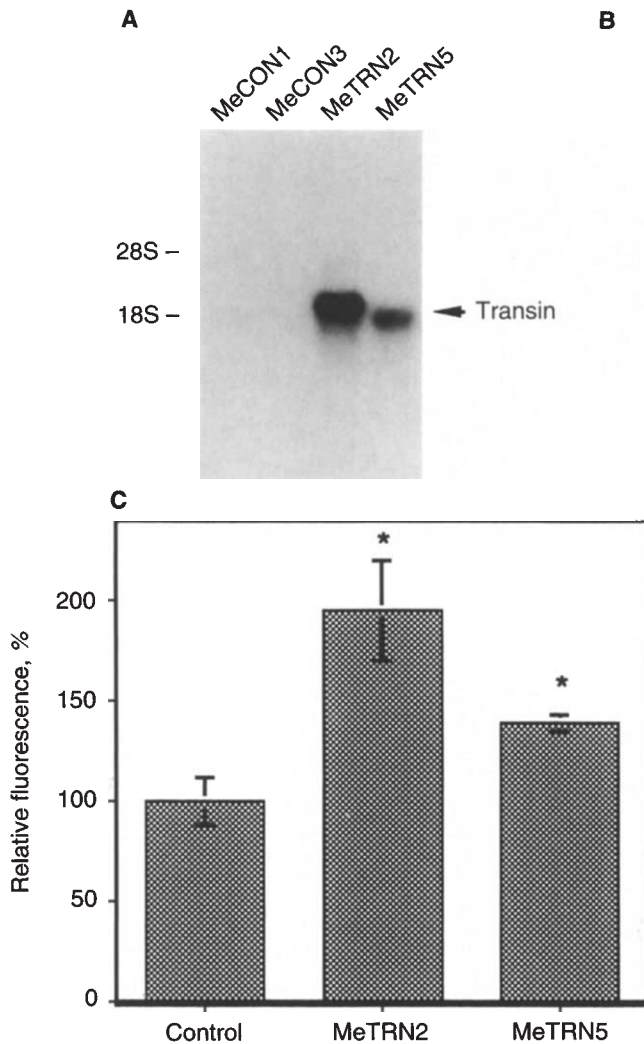 A
B
MeCON1
MeCON3
MeTRN2
MeTRN5
28S –
18S –
Transin
C
Relative fluorescence, %
200
150
100
50
0
*
*
Control
MeTRN2
MeTRN5